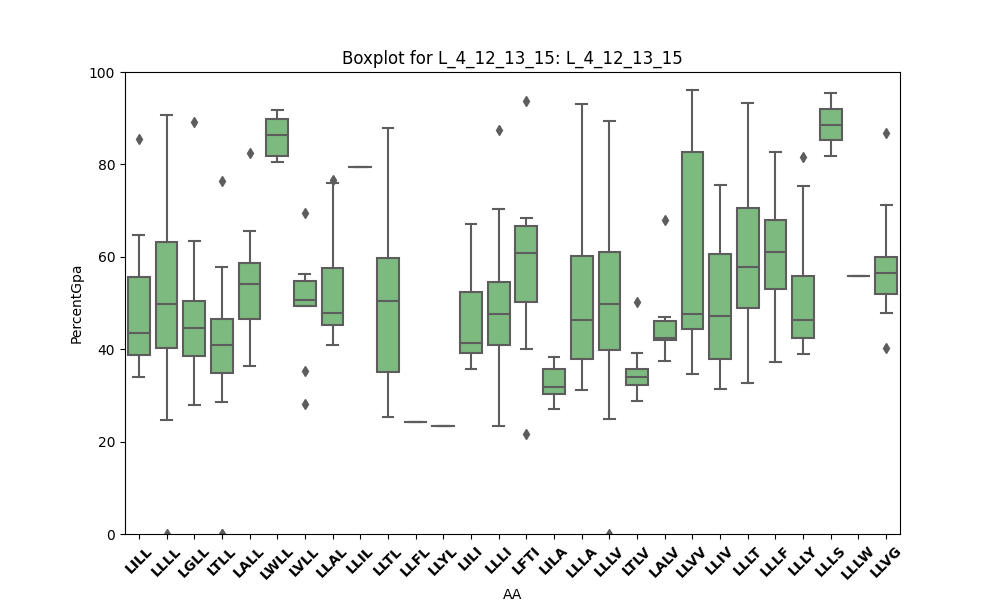 Boxplot for L_4_12_13_15: L_4_12_13_15
PercentGpa
100
80
60
40
20
0
LILL LLLL LGLL LTLL LALL LWLL LVLL LLAL LLIL LLTL LLFL LLYL LILI LLLI LFTI LILA LLLA LLLV LTLV LALV LLVV LLIV LLLT LLLF LLLY LLLS LLLW LLVG
AA